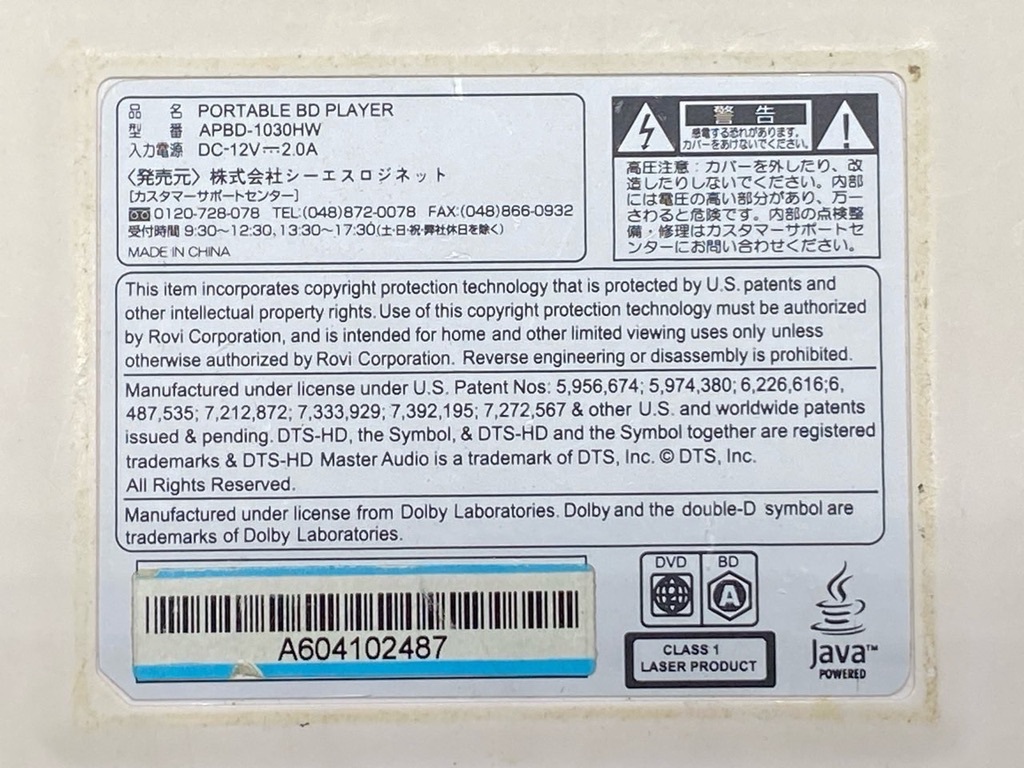 品 名 PORTABLE BD PLAYER
型 番 APBD-1030HW
入力電源 DC-12V⎓2.0A
〈発売元〉株式会社シーエスロジネット
[カスタマーサポートセンター]
0120-728-078 TEL:(048)872-0078 FAX:(048)866-0932
受付時間 9:30~12:30, 13:30~17:30(土・日・祝・弊社休日を除く)
MADE IN CHINA
警 告
感電する恐れがあります。
カバーをあけないでください。
高圧注意：カバーを外したり、改
造したりしないでください。内部
には電圧の高い部分があり、万一
さわると危険です。内部の点検整
備・修理はカスタマーサポートセ
ンターにお問い合わせください。
This item incorporates copyright protection technology that is protected by U.S. patents and
other intellectual property rights. Use of this copyright protection technology must be authorized
by Rovi Corporation, and is intended for home and other limited viewing uses only unless
otherwise authorized by Rovi Corporation. Reverse engineering or disassembly is prohibited.
Manufactured under license under U.S. Patent Nos: 5,956,674; 5,974,380; 6,226,616;6,
487,535; 7,212,872; 7,333,929; 7,392,195; 7,272,567 & other U.S. and worldwide patents
issued & pending. DTS-HD, the Symbol, & DTS-HD and the Symbol together are registered
trademarks & DTS-HD Master Audio is a trademark of DTS, Inc. © DTS, Inc.
All Rights Reserved.
Manufactured under license from Dolby Laboratories. Dolby and the double-D symbol are
trademarks of Dolby Laboratories.
A604102487
DVD BD
2 A
CLASS 1
LASER PRODUCT
Java™
POWERED